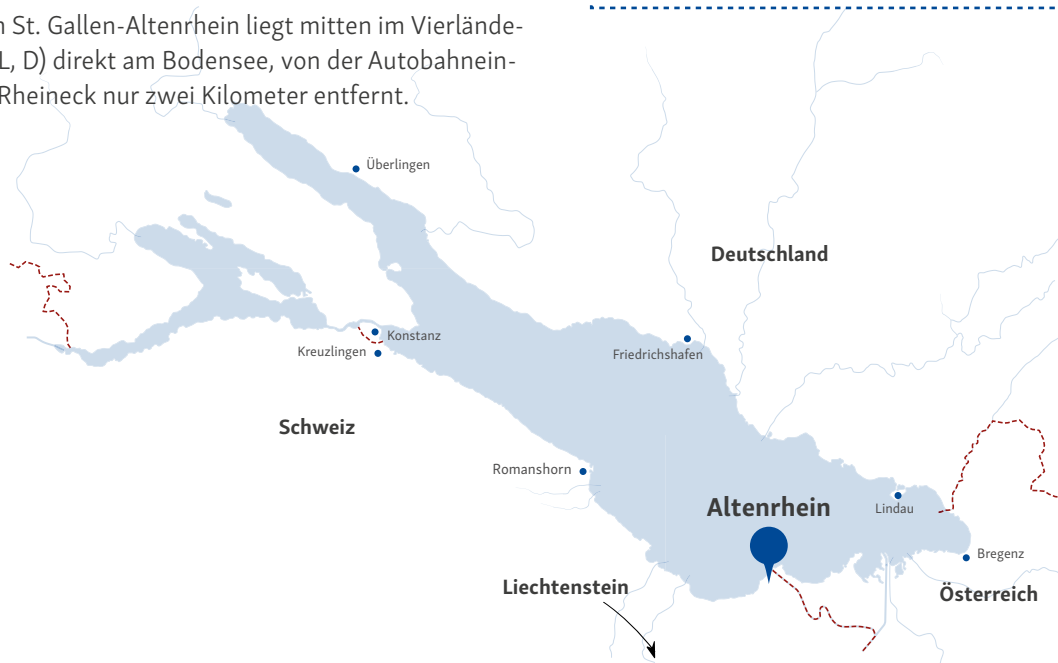 n St. Gallen-Altenrhein liegt mitten im Vierlände-
L, D) direkt am Bodensee, von der Autobahnein-
Rheineck nur zwei Kilometer entfernt.
Überlingen
Deutschland
Konstanz
Kreuzlingen
Friedrichshafen
Schweiz
Romanshorn
Altenrhein
Lindau
Bregenz
Liechtenstein
Österreich